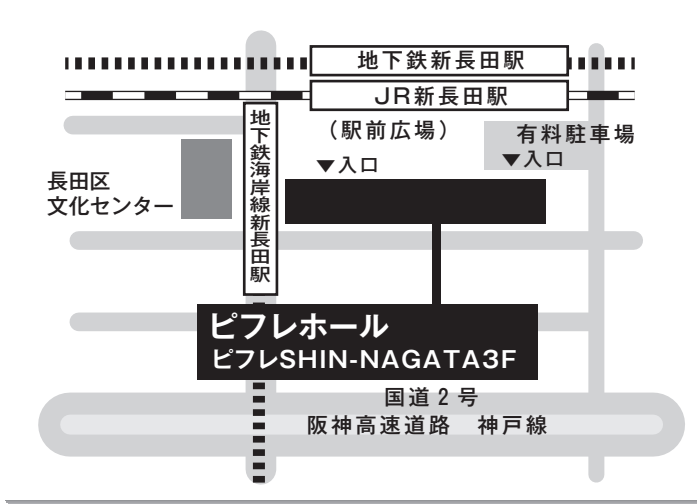 地下鉄新長田駅
JR新長田駅
(駅前広場)
有料駐車場
▼入口
▼入口
長田区
文化センター
地下鉄海岸線新長田駅
ピフレホール
ピフレSHIN-NAGATA3F
国道2号
阪神高速道路　神戸線